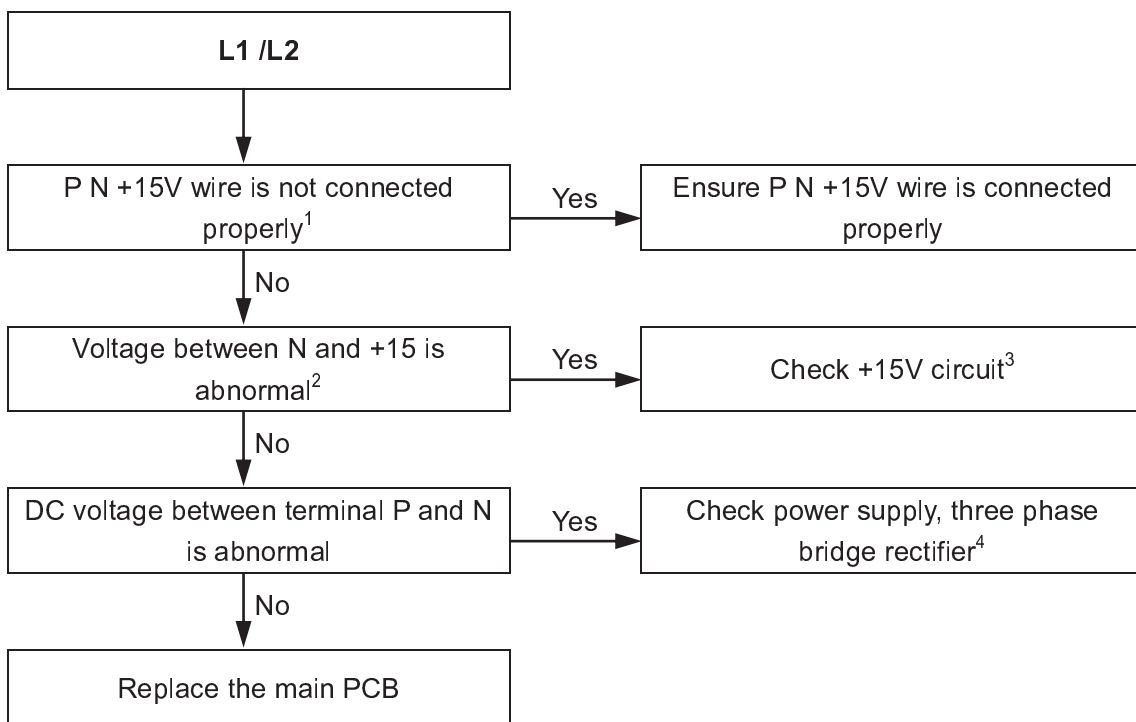 L1 /L2
P N +15V wire is not connected
properly1
Yes
Ensure P N +15V wire is connected
properly
No
Voltage between N and +15 is
abnormal2
Yes
Check +15V circuit3
No
DC voltage between terminal P and N
is abnormal
Yes
Check power supply, three phase
bridge rectifier4
No
Replace the main PCB